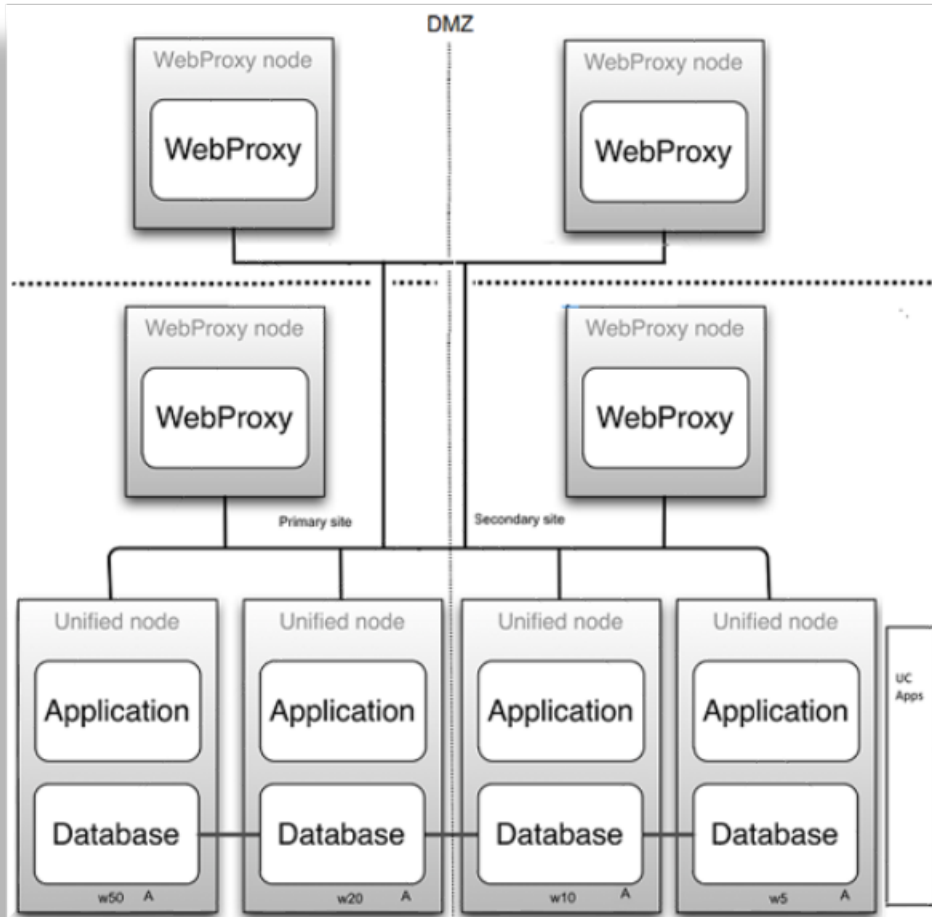 DMZ
WebProxy node
WebProxy
WebProxy node
WebProxy
WebProxy node
WebProxy
WebProxy node
WebProxy
Primary site
Secondary site
Unified node
Application
Database
w50 A
Unified node
Application
Database
w20 A
Unified node
Application
Database
w10 A
Unified node
Application
Database
w5 A
UC
Apps